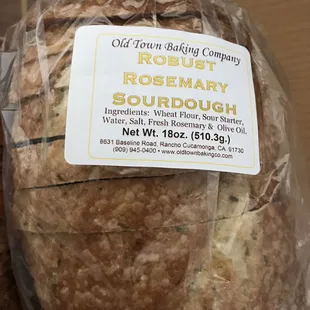 Old Town Baking Company
ROBUST
ROSEMARY
SOURDOUGH
Ingredients: Wheat Flour, Sour Starter,
Water, Salt, Fresh Rosemary & Olive Oil.
Net Wt. 18oz. (510.3g.)
8631 Baseline Road, Rancho Cucamonga, CA. 91730
(909) 945-0400 • www.oldtownbakingco.com